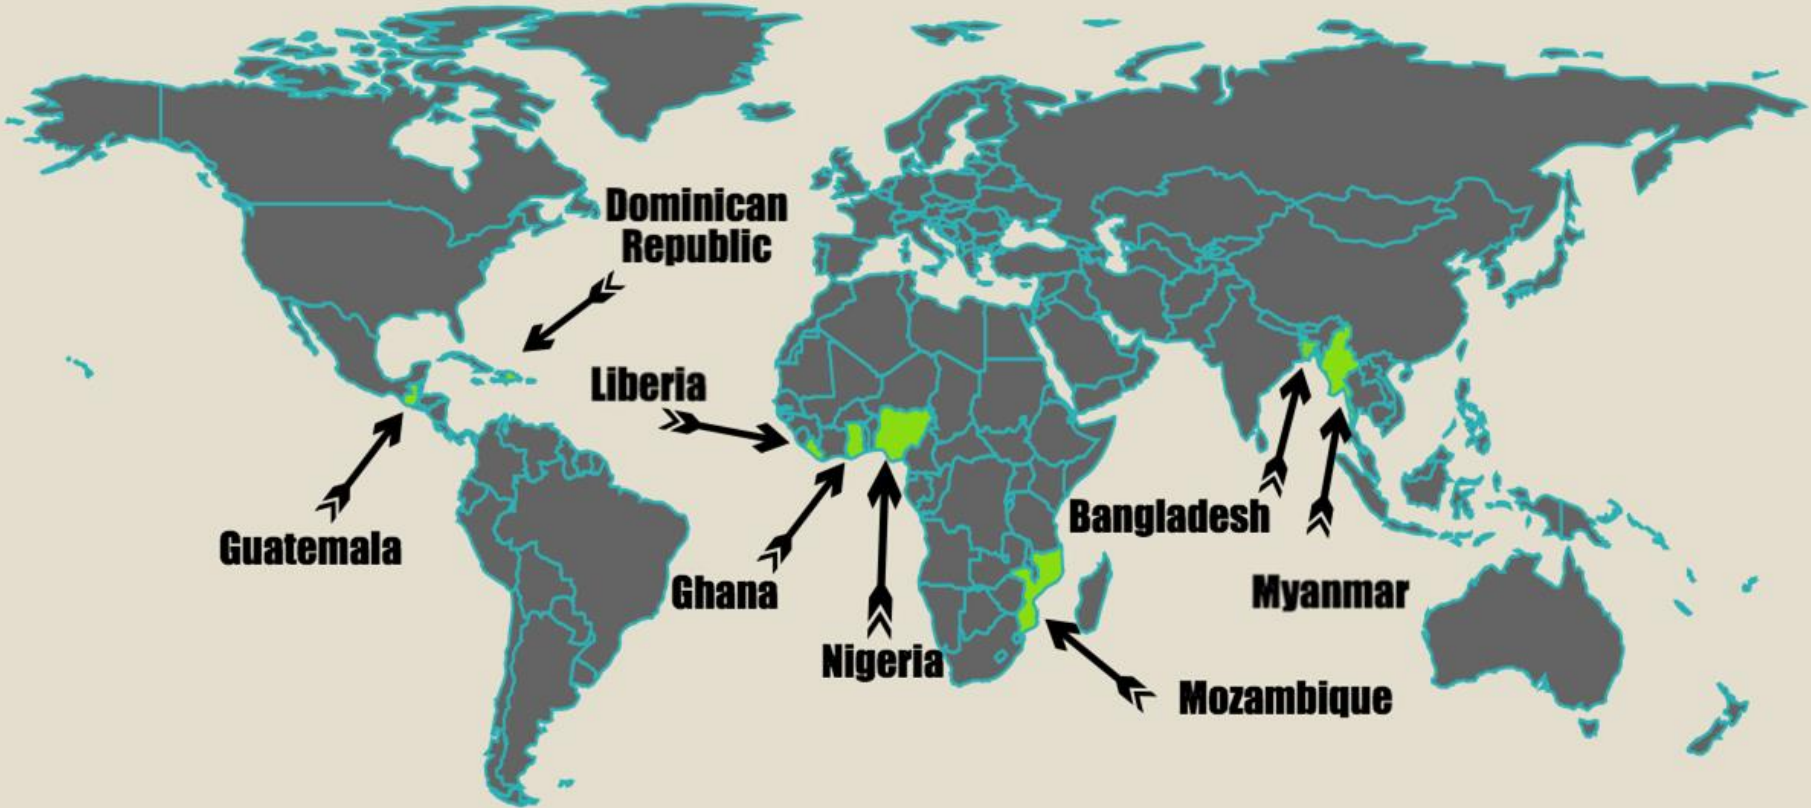 Dominican
Republic
Liberia
Guatemala
Ghana
Nigeria
Bangladesh
Myanmar
Mozambique